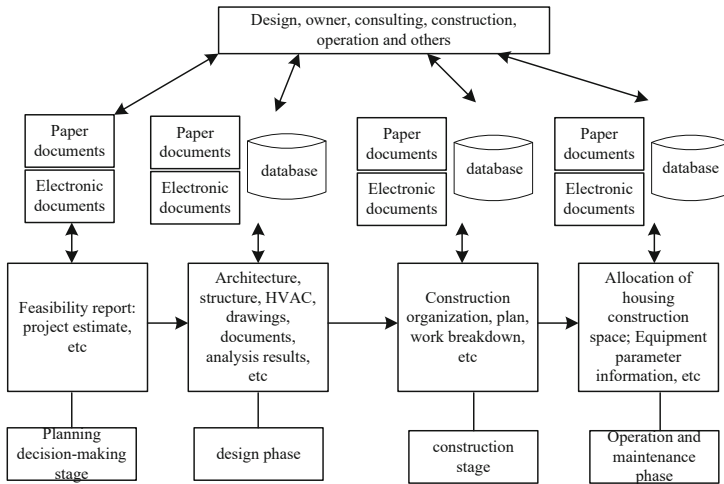 Design, owner, consulting, construction,
operation and others
Paper
documents
Electronic
documents
Paper
documents
Electronic
documents
database
Paper
documents
Electronic
documents
database
Paper
documents
Electronic
documents
database
Feasibility report:
project estimate,
etc
Architecture,
structure, HVAC,
drawings,
documents,
analysis results,
etc
Construction
organization, plan,
work breakdown,
etc
Allocation of
housing
construction
space; Equipment
parameter
information, etc
Planning
decision-making
stage
design phase
construction
stage
Operation and
maintenance
phase